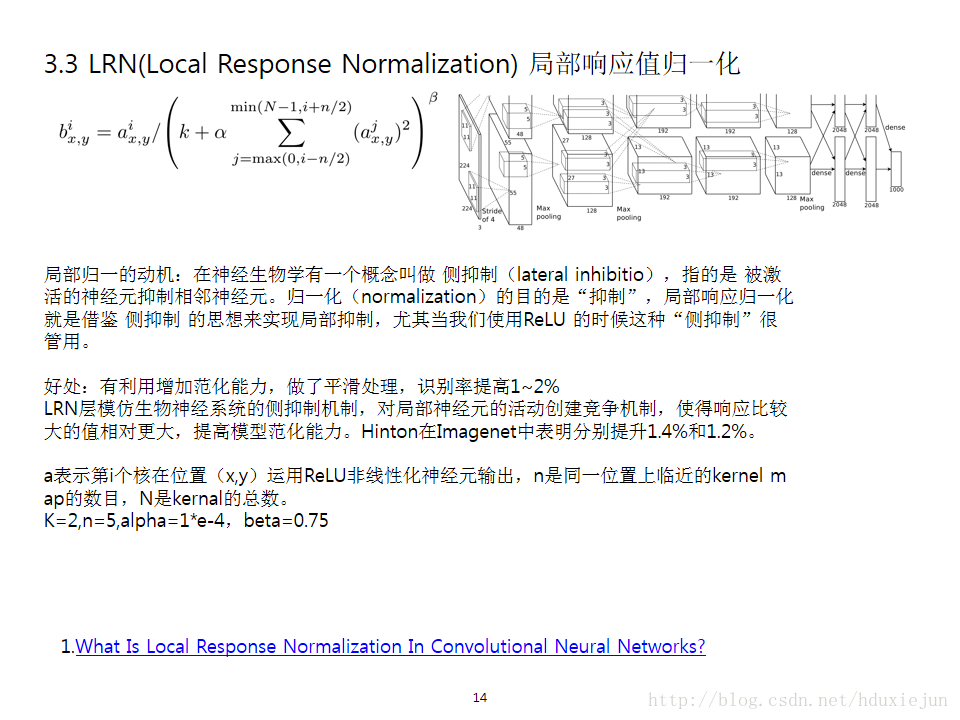 3.3 LRN(Local Response Normalization) 局部响应值归一化
b^i_{x,y} = a^i_{x,y} / ( k + α ∑_{j=max(0,i−n/2)}^{min(N−1,i+n/2)} (a^j_{x,y})^2 )^β
5 3 3 3
5 3 3 3
11 48 128 192 192 128 2048 2048 dense
11 55 27 13 13 13
224 5 3 3 3
5 27 3 13 3 3 13 dense dense
11 55 1000
11 192 192 128 Max
224 Stride Max 128 Max pooling 2048 2048
of 4 pooling pooling
3 48
局部归一的动机：在神经生物学有一个概念叫做 侧抑制（lateral inhibitio），指的是 被激
活的神经元抑制相邻神经元。归一化（normalization）的目的是“抑制”，局部响应归一化
就是借鉴 侧抑制 的思想来实现局部抑制，尤其当我们使用ReLU 的时候这种“侧抑制”很
管用。
好处：有利用增加范化能力，做了平滑处理，识别率提高1~2%
LRN层模仿生物神经系统的侧抑制机制，对局部神经元的活动创建竞争机制，使得响应比较
大的值相对更大，提高模型范化能力。Hinton在Imagenet中表明分别提升1.4%和1.2%。
a表示第i个核在位置（x,y）运用ReLU非线性化神经元输出，n是同一位置上临近的kernel m
ap的数目，N是kernal的总数。
K=2,n=5,alpha=1*e-4，beta=0.75
1.What Is Local Response Normalization In Convolutional Neural Networks?
14
http://blog.csdn.net/hduxiejun